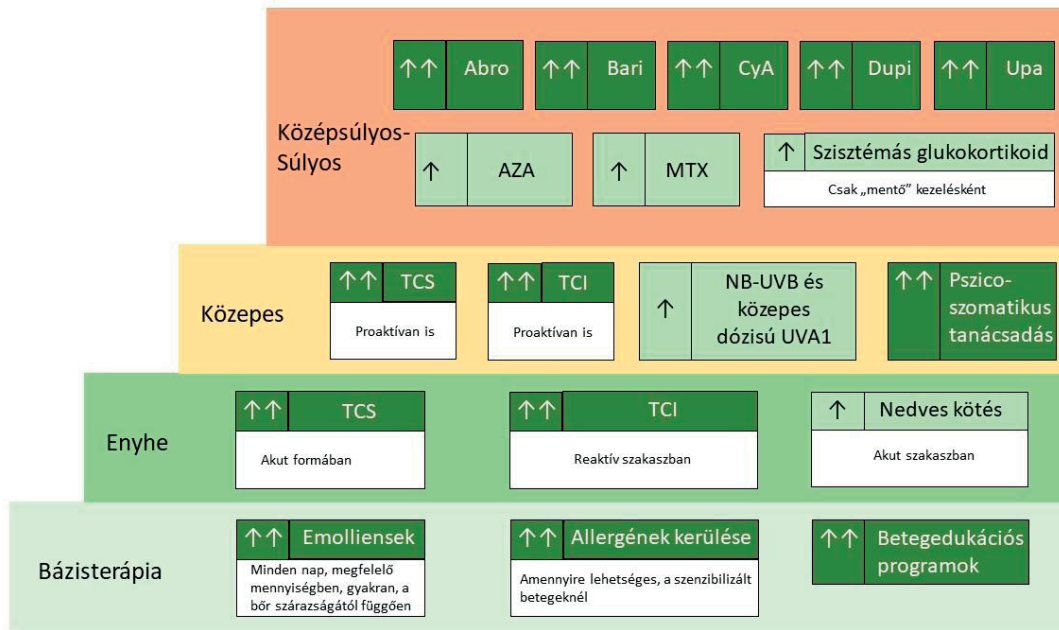 ↑↑ Abro
↑↑ Bari
↑↑ CyA
↑↑ Dupi
↑↑ Upa
Középsúlyos-
Súlyos
↑ AZA
↑ MTX
↑ Szisztémás glukokortikoid
Csak „mentő” kezelésként
Közepes
↑↑ TCS
Proaktívan is
↑↑ TCI
Proaktívan is
↑ NB-UVB és
közepes
dózisú UVA1
↑↑ Pszico-
szomatikus
tanácsadás
Enyhe
↑↑ TCS
Akut formában
↑↑ TCI
Reaktív szakaszban
↑ Nedves kötés
Akut szakaszban
Bázisterápia
↑↑ Emolliensek
Minden nap, megfelelő
mennyiségben, gyakran, a
bőr szárazságától függően
↑↑ Allergének kerülése
Amennyire lehetséges, a szenzibilizált
betegeknél
↑↑ Betegedukációs
programok